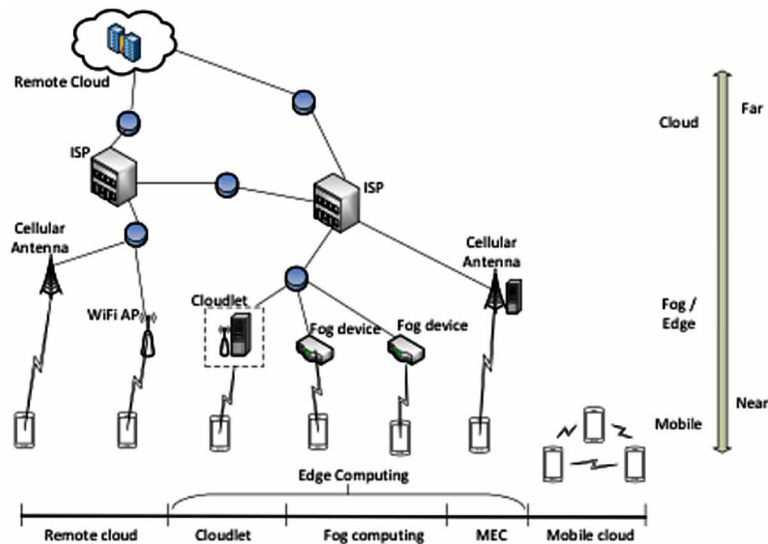 Remote Cloud
Cloud
Far
ISP
ISP
Cellular
Antenna
Cellular
Antenna
WiFi AP
Cloudlet
Fog device
Fog device
Fog /
Edge
Near
Mobile
Edge Computing
Remote cloud
Cloudlet
Fog computing
MEC
Mobile cloud